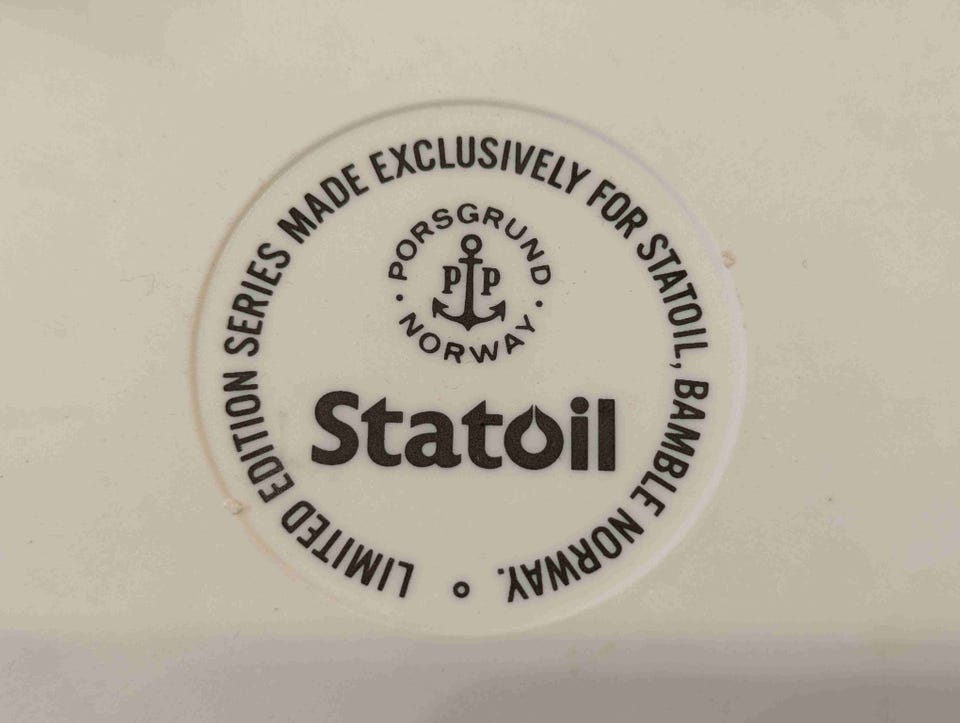 LIMITED EDITION SERIES MADE EXCLUSIVELY FOR STATOIL, BAMBLE NORWAY.
PORSGRUND
PP
NORWAY
Statoil